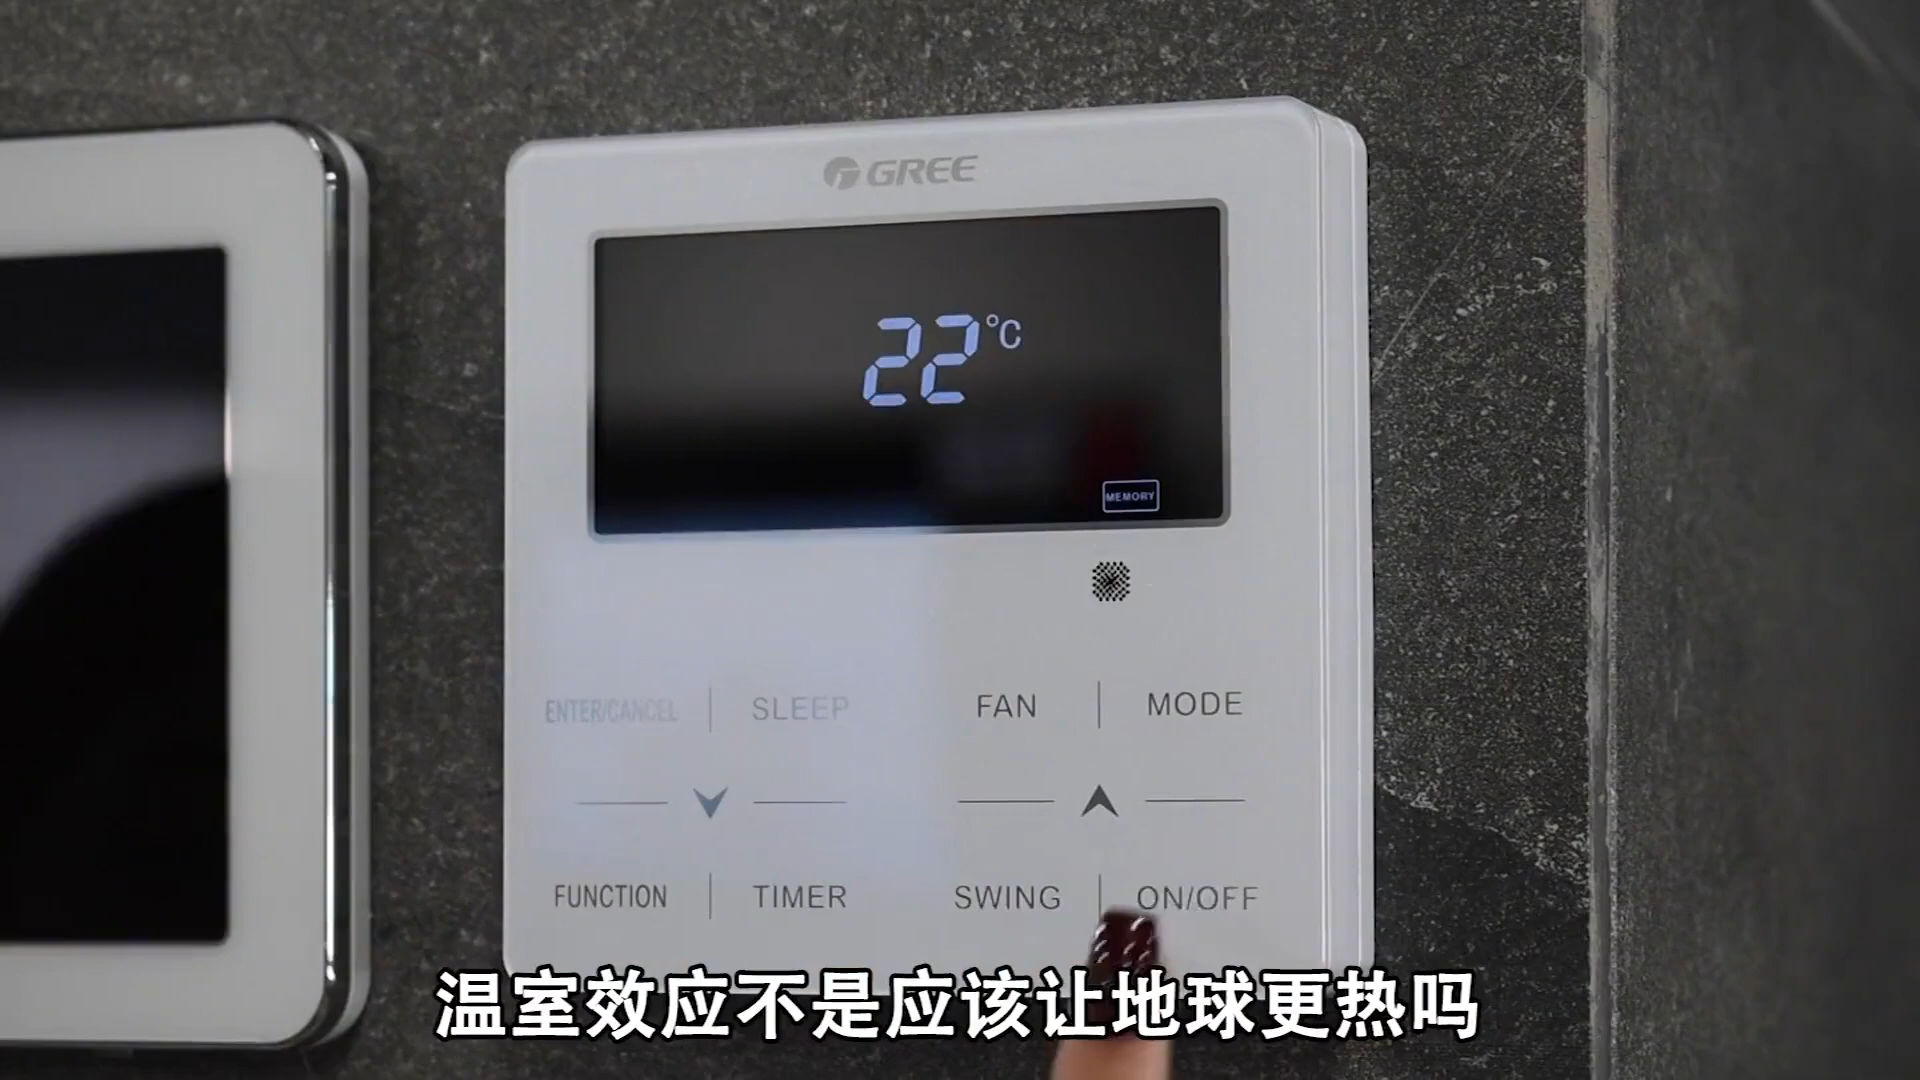 GREE
22°C
MEMORY
ENTER/CANCEL SLEEP FAN MODE
FUNCTION TIMER SWING ON/OFF
温室效应不是应该让地球更热吗